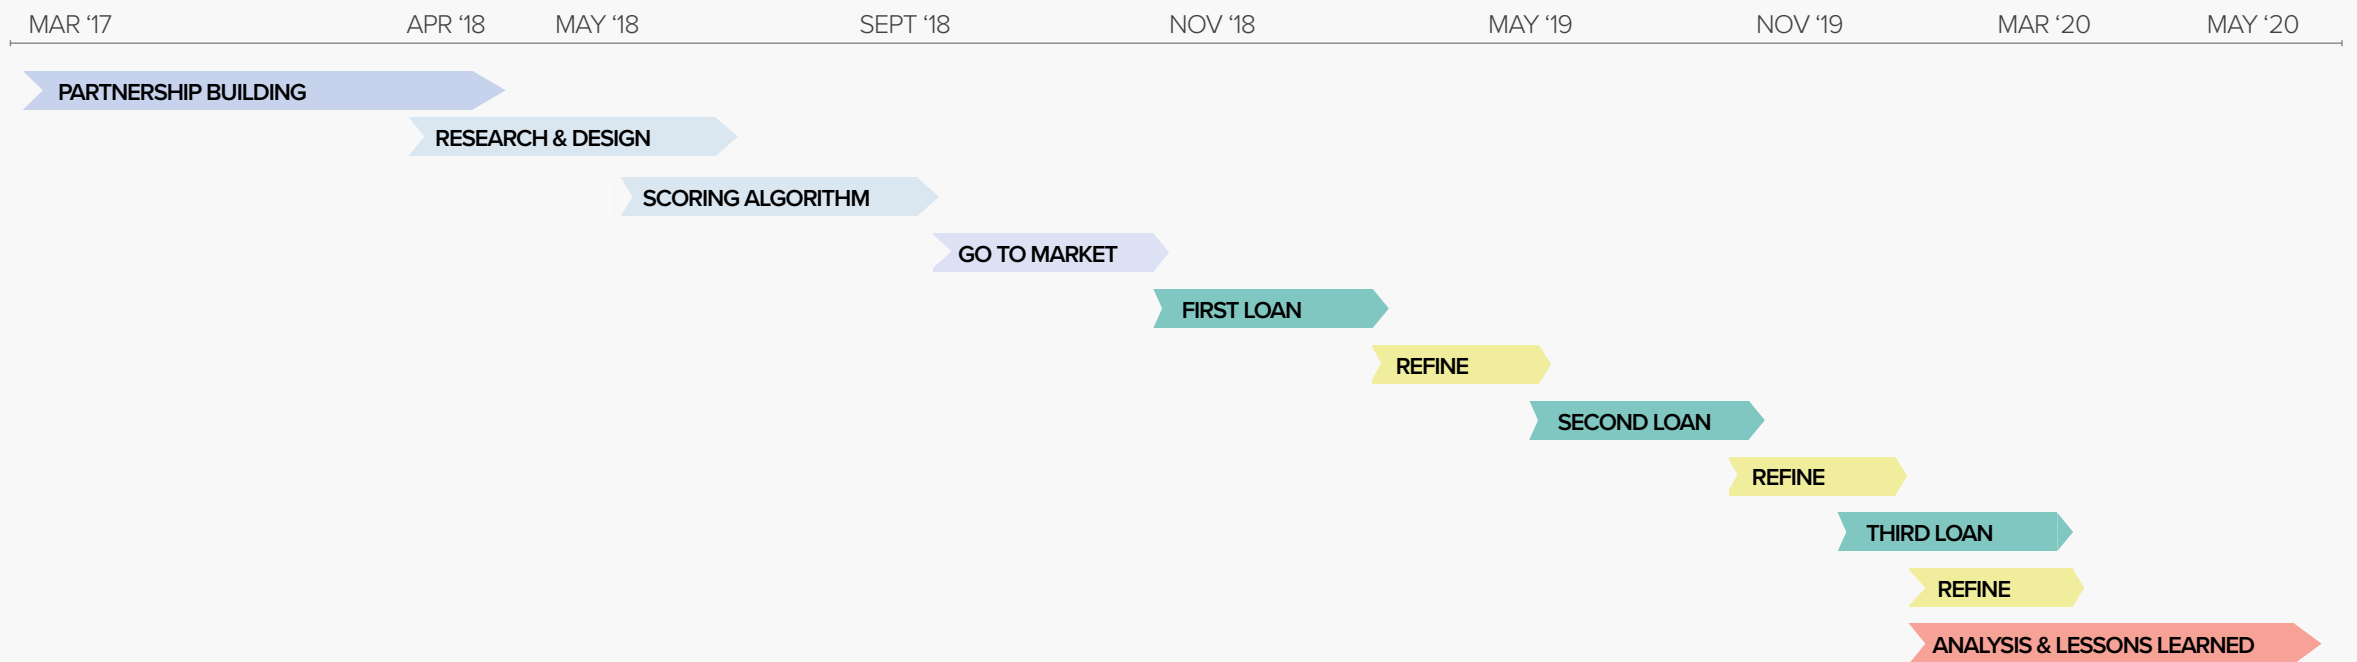 MAR ‘17 APR ‘18 MAY ‘18 SEPT ‘18 NOV ‘18 MAY ‘19 NOV ‘19 MAR ‘20 MAY ‘20
PARTNERSHIP BUILDING
RESEARCH & DESIGN
SCORING ALGORITHM
GO TO MARKET
FIRST LOAN
REFINE
SECOND LOAN
REFINE
THIRD LOAN
REFINE
ANALYSIS & LESSONS LEARNED